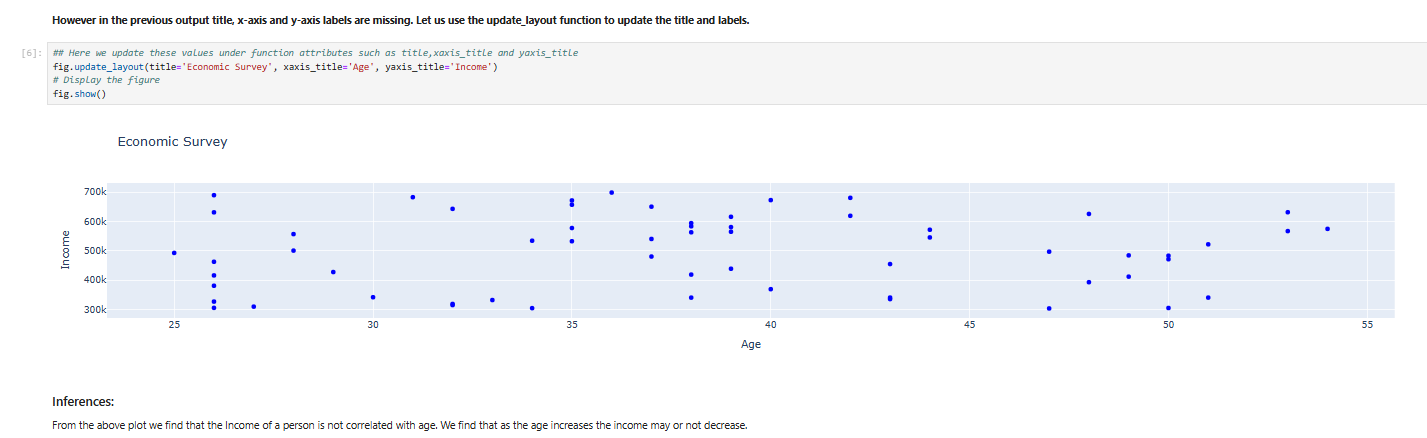 However in the previous output title, x-axis and y-axis labels are missing. Let us use the update_layout function to update the title and labels.
[6]: ## Here we update these values under function attributes such as title,xaxis_title and yaxis_title
fig.update_layout(title='Economic Survey', xaxis_title='Age', yaxis_title='Income')
# Display the figure
fig.show()
Economic Survey
700k
600k
500k
400k
300k
Income
25 30 35 40 45 50 55
Age
Inferences:
From the above plot we find that the Income of a person is not correlated with age. We find that as the age increases the income may or not decrease.